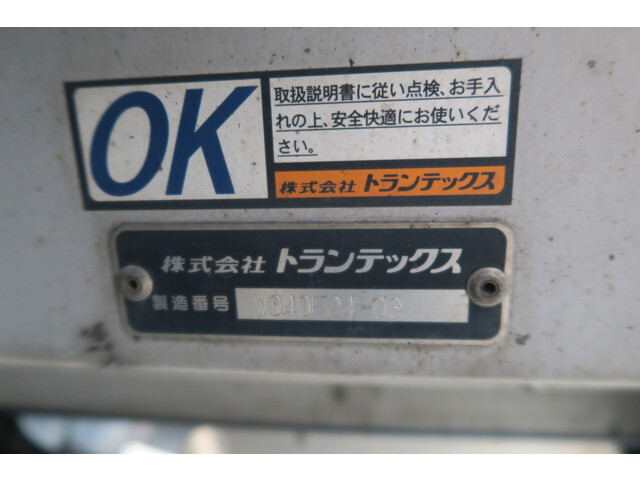 OK
取扱説明書に従い点検、お手入
れの上、安全快適にお使いくだ
さい。
株式会社 トランテックス
株式会社 トランテックス
製造番号